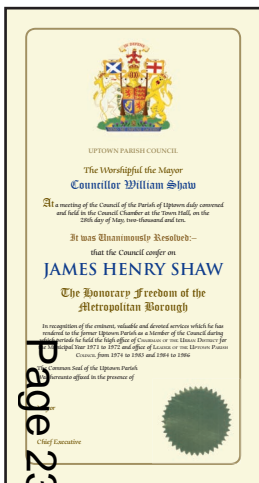 UPTOWN PARISH COUNCIL
The Worshipful the Mayor
Councillor William Shaw
At a meeting of the Council of the Parish of Uptown duly convened
and held in the Council Chamber at the Town Hall, on the
28th day of May, two-thousand and ten.
It was Unanimously Resolved:–
that the Council confer on
JAMES HENRY SHAW
The Honorary Freedom of the
Metropolitan Borough
In recognition of the eminent, valuable and devoted services which he has
rendered to the former Uptown Parish as a Member of the Council during
which periods he held the high office of Chairman of the Urban District for
Municipal Year 1971 to 1972 and office of Leader of the Uptown Parish
Council from 1974 to 1983 and 1984 to 1986
The Common Seal of the Uptown Parish
hereunto affixed in the presence of
Chief Executive
Page 23